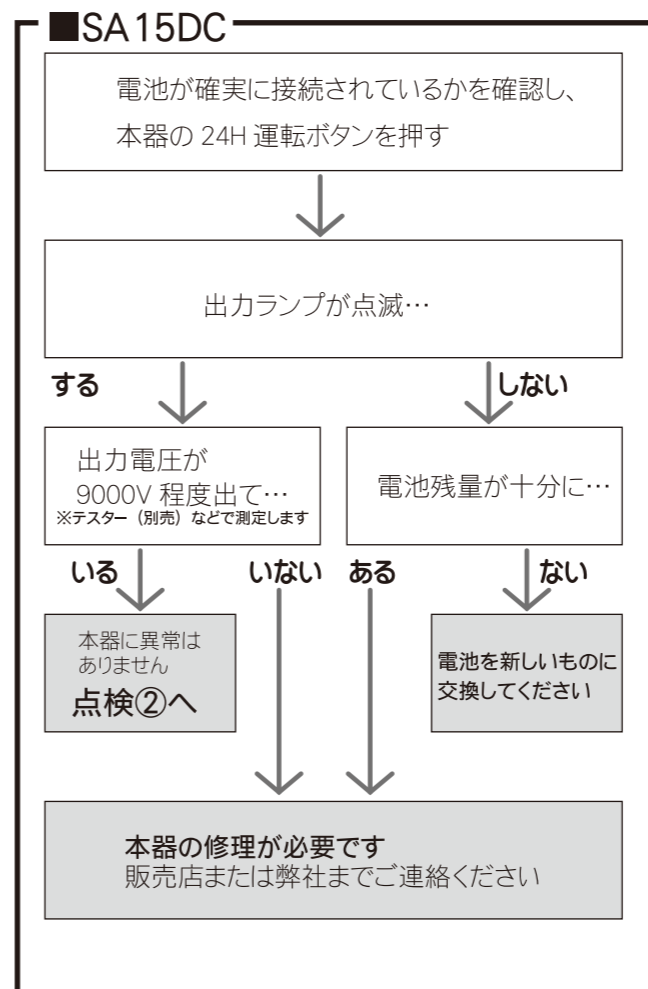 ■SA15DC
電池が確実に接続されているかを確認し、
本器の 24H 運転ボタンを押す
出力ランプが点滅…
する
しない
出力電圧が
9000V 程度出て…
※テスター（別売）などで測定します
電池残量が十分に…
いる
いない
ある
ない
本器に異常は
ありません
点検②へ
電池を新しいものに
交換してください
本器の修理が必要です
販売店または弊社までご連絡ください